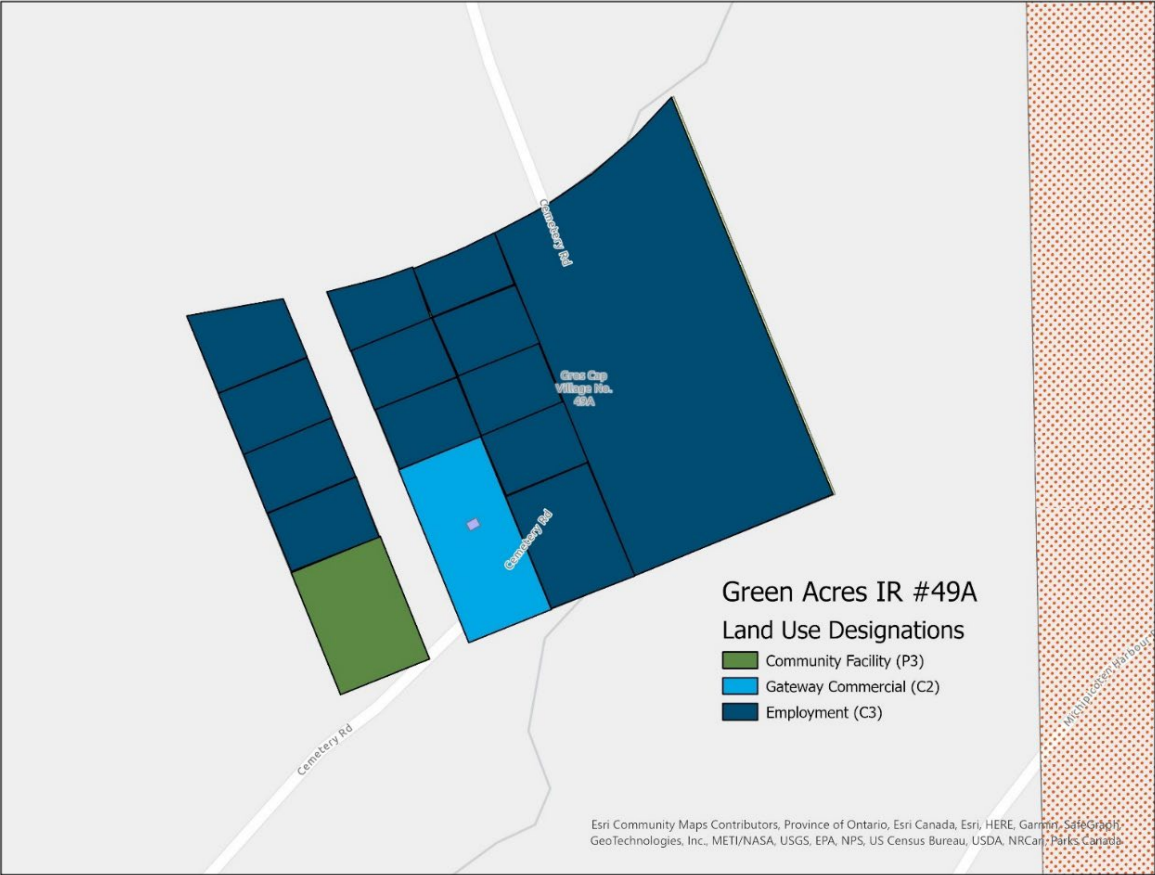 Cemetery Rd
Gros Cap
Village No.
49A
Cemetery Rd
Cemetery Rd
Green Acres IR #49A
Land Use Designations
Community Facility (P3)
Gateway Commercial (C2)
Employment (C3)
Michipicoten Harbour
Esri Community Maps Contributors, Province of Ontario, Esri Canada, Esri, HERE, Garmin, SafeGraph,
GeoTechnologies, Inc., METI/NASA, USGS, EPA, NPS, US Census Bureau, USDA, NRCan, Parks Canada